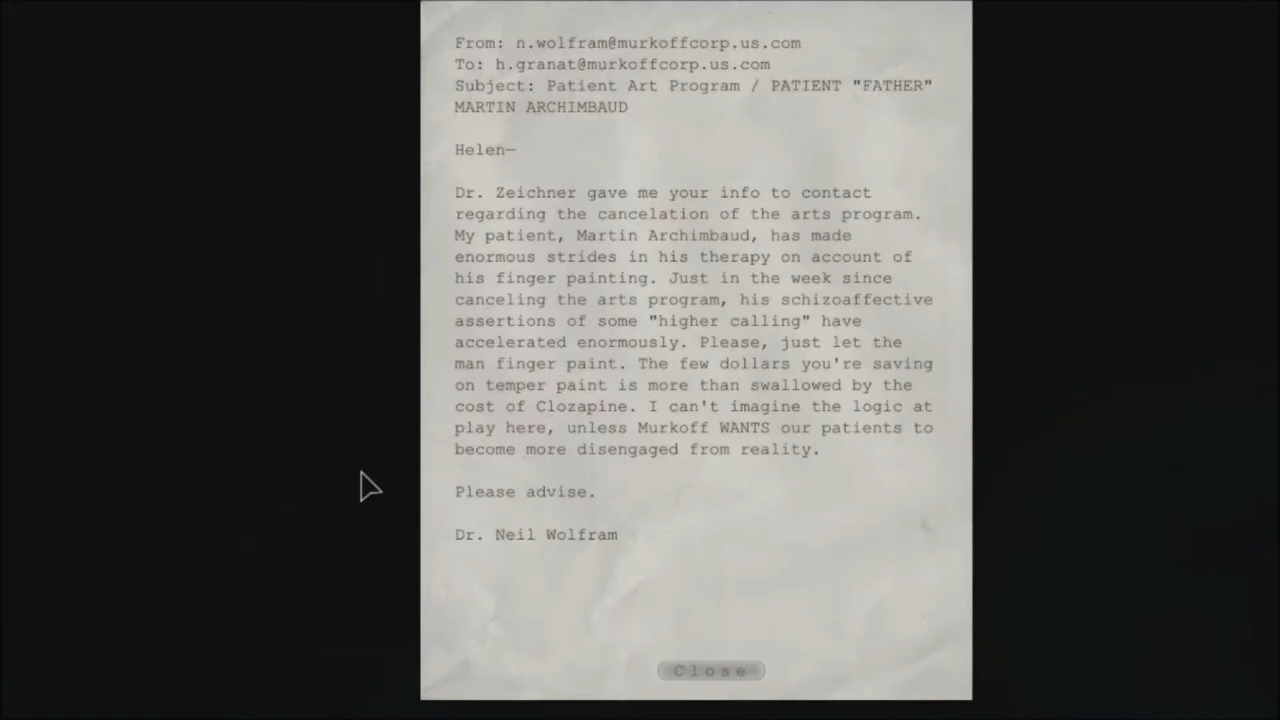 From: n.wolfram@murkoffcorp.us.com
To: h.granat@murkoffcorp.us.com
Subject: Patient Art Program / PATIENT "FATHER"
MARTIN ARCHIMBAUD
Helen—
Dr. Zeichner gave me your info to contact
regarding the cancelation of the arts program.
My patient, Martin Archimbaud, has made
enormous strides in his therapy on account of
his finger painting. Just in the week since
canceling the arts program, his schizoaffective
assertions of some "higher calling" have
accelerated enormously. Please, just let the
man finger paint. The few dollars you're saving
on temper paint is more than swallowed by the
cost of Clozapine. I can't imagine the logic at
play here, unless Murkoff WANTS our patients to
become more disengaged from reality.
Please advise.
Dr. Neil Wolfram
Close